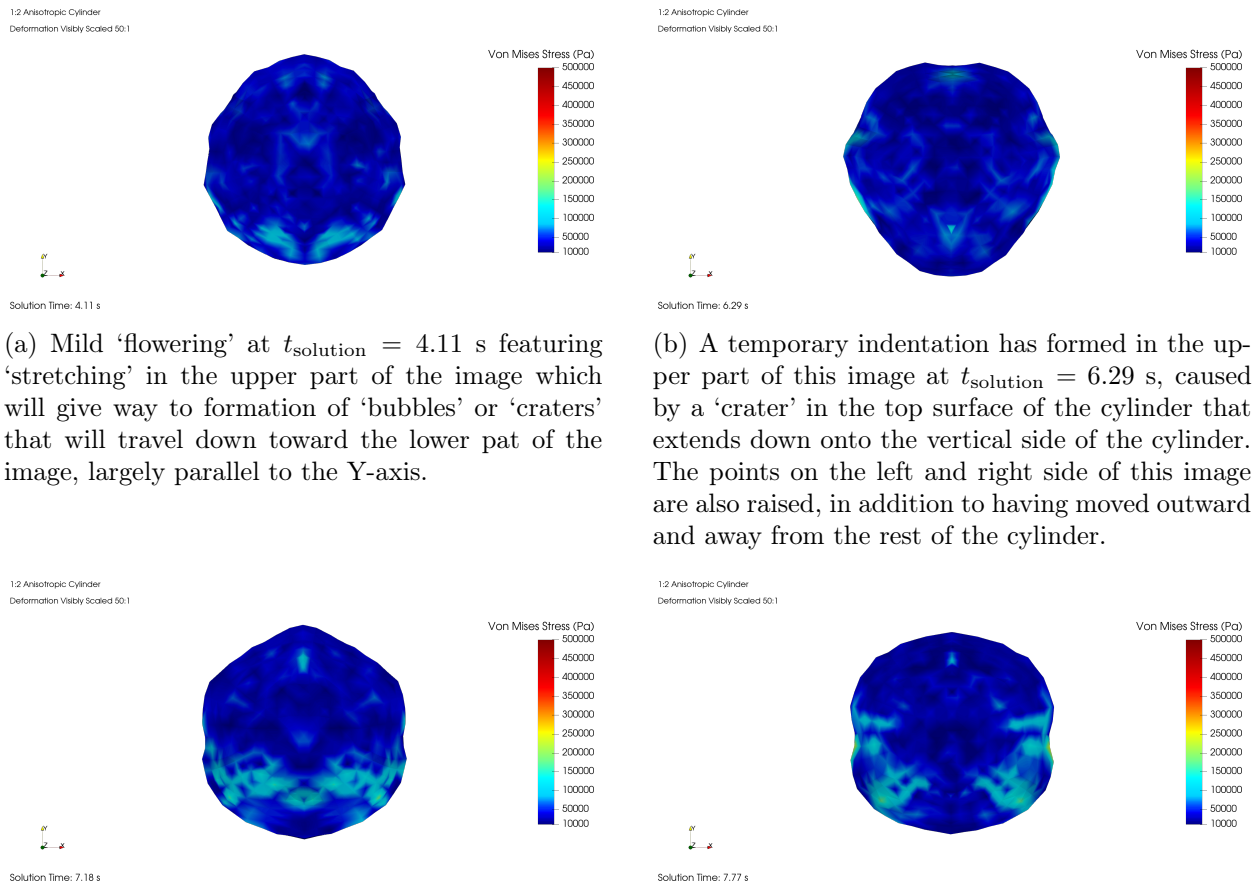 1:2 Anisotropic Cylinder
Deformation Visibly Scaled 50:1
Von Mises Stress (Pa)
500000
450000
400000
350000
300000
250000
200000
150000
100000
50000
10000
Y
Z X
Solution Time: 4.11 s
1:2 Anisotropic Cylinder
Deformation Visibly Scaled 50:1
Von Mises Stress (Pa)
500000
450000
400000
350000
300000
250000
200000
150000
100000
50000
10000
Y
Z X
Solution Time: 6.29 s
(a) Mild ‘flowering’ at t_solution = 4.11 s featuring
‘stretching’ in the upper part of the image which
will give way to formation of ‘bubbles’ or ‘craters’
that will travel down toward the lower pat of the
image, largely parallel to the Y-axis.
(b) A temporary indentation has formed in the up-
per part of this image at t_solution = 6.29 s, caused
by a ‘crater’ in the top surface of the cylinder that
extends down onto the vertical side of the cylinder.
The points on the left and right side of this image
are also raised, in addition to having moved outward
and away from the rest of the cylinder.
1:2 Anisotropic Cylinder
Deformation Visibly Scaled 50:1
Von Mises Stress (Pa)
500000
450000
400000
350000
300000
250000
200000
150000
100000
50000
10000
Y
Z X
Solution Time: 7.18 s
1:2 Anisotropic Cylinder
Deformation Visibly Scaled 50:1
Von Mises Stress (Pa)
500000
450000
400000
350000
300000
250000
200000
150000
100000
50000
10000
Y
Z X
Solution Time: 7.77 s